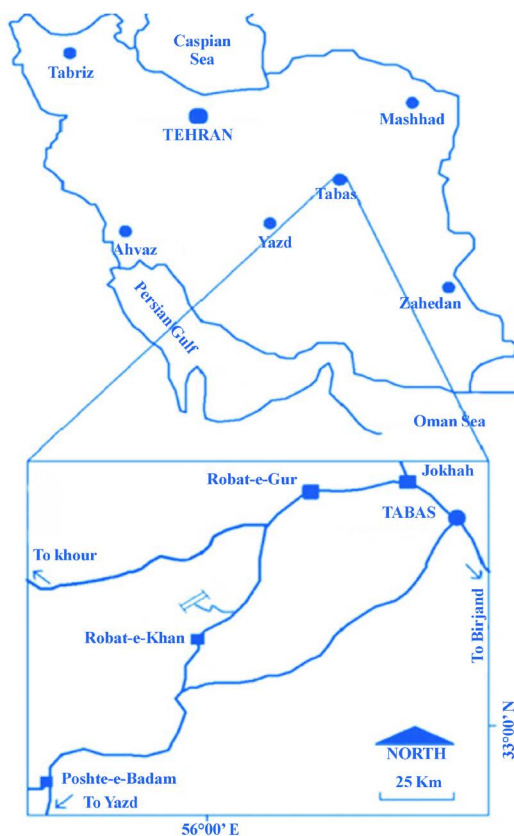 Caspian
Sea
Tabriz
TEHRAN
Mashhad
Tabas
Yazd
Ahvaz
Persian Gulf
Zahedan
Oman Sea
Robat-e-Gur
Jokhah
TABAS
To khour
To Birjand
Robat-e-Khan
33°00' N
NORTH
25 Km
Poshte-e-Badam
To Yazd
56°00' E